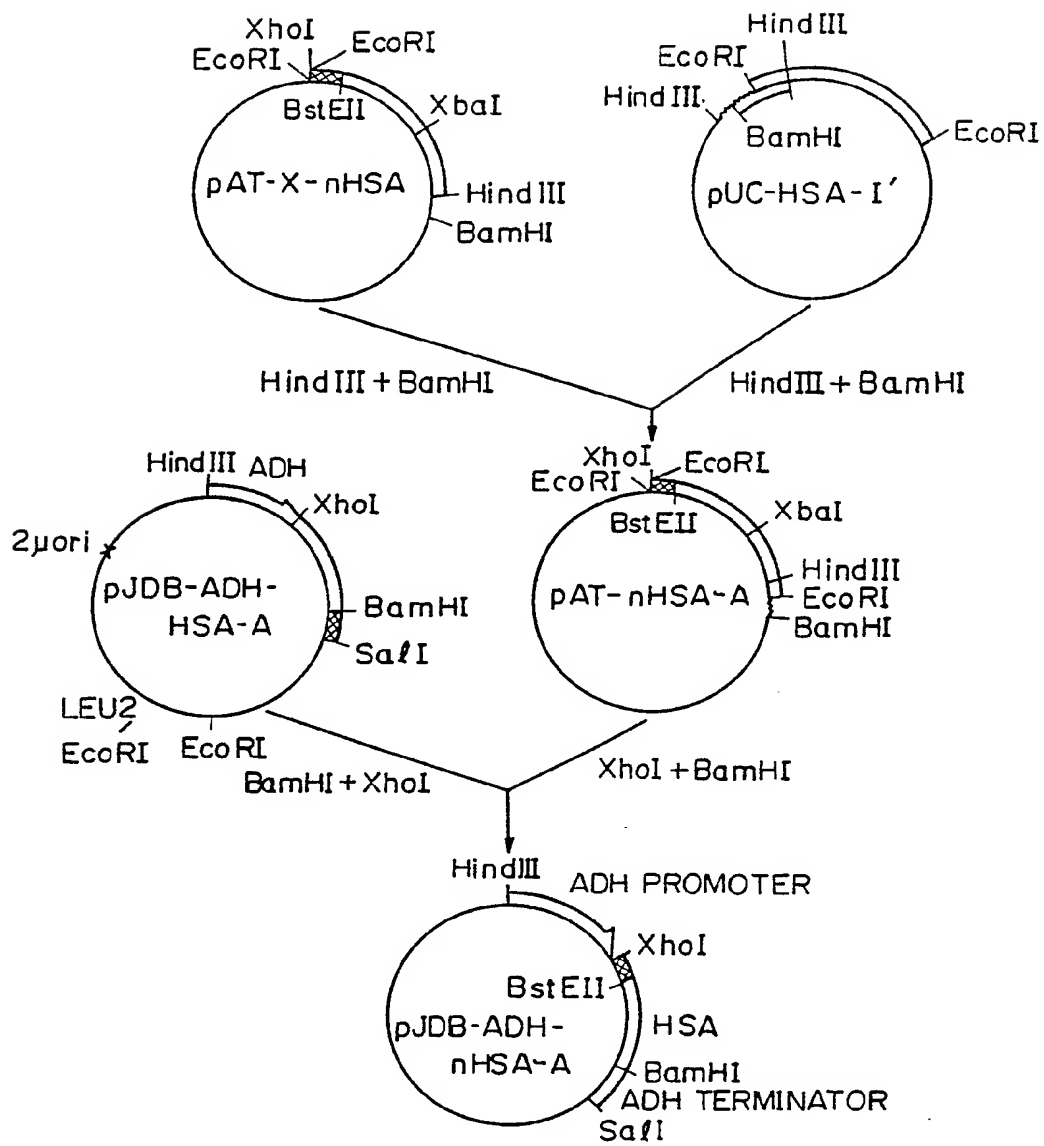 XhoI
EcoRI
EcoRI
BstEII
XbaI
pAT-X-nHSA
HindIII
BamHI
HindIII
EcoRI
HindIII
BamHI
EcoRI
pUC-HSA-I′
HindIII+BamHI
HindIII+BamHI
HindIII
ADH
XhoI
2μori
pJDB-ADH-
HSA-A
BamHI
SalI
LEU2
EcoRI
EcoRI
XhoI
EcoRI
EcoRI
BstEII
XbaI
pAT-nHSA-A
HindIII
EcoRI
BamHI
BamHI+XhoI
XhoI+BamHI
HindIII
ADH PROMOTER
XhoI
BstEII
pJDB-ADH-
nHSA-A
HSA
BamHI
ADH TERMINATOR
SalI